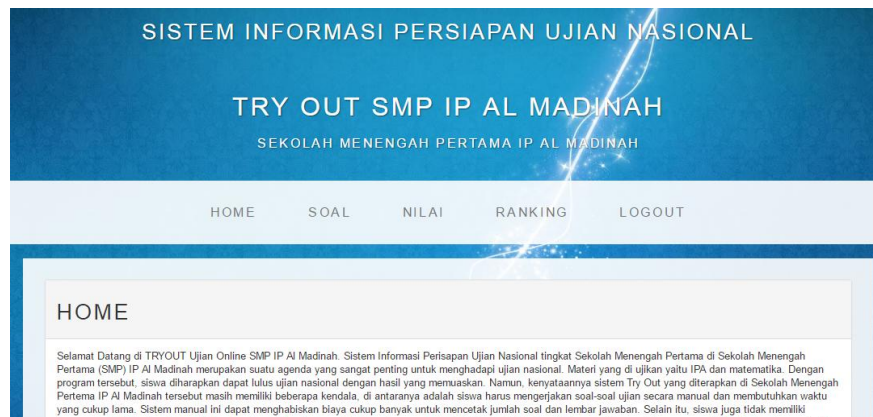 SISTEM INFORMASI PERSIAPAN UJIAN NASIONAL
TRY OUT SMP IP AL MADINAH
SEKOLAH MENENGAH PERTAMA IP AL MADINAH
HOME SOAL NILAI RANKING LOGOUT
HOME
Selamat Datang di TRYOUT Ujian Online SMP IP Al Madinah. Sistem Informasi Perisapan Ujian Nasional tingkat Sekolah Menengah Pertama di Sekolah Menengah
Pertama (SMP) IP Al Madinah merupakan suatu agenda yang sangat penting untuk menghadapi ujian nasional. Materi yang di ujikan yaitu IPA dan matematika. Dengan
program tersebut, siswa diharapkan dapat lulus ujian nasional dengan hasil yang memuaskan. Namun, kenyataannya sistem Try Out yang diterapkan di Sekolah Menengah
Pertema IP Al Madinah tersebut masih memiliki beberapa kendala, di antaranya adalah siswa harus mengerjakan soal-soal ujian secara manual dan membutuhkan waktu
yang cukup lama. Sistem manual ini dapat menghabiskan biaya cukup banyak untuk mencetak jumlah soal dan lembar jawaban. Selain itu, siswa juga tidak memiliki